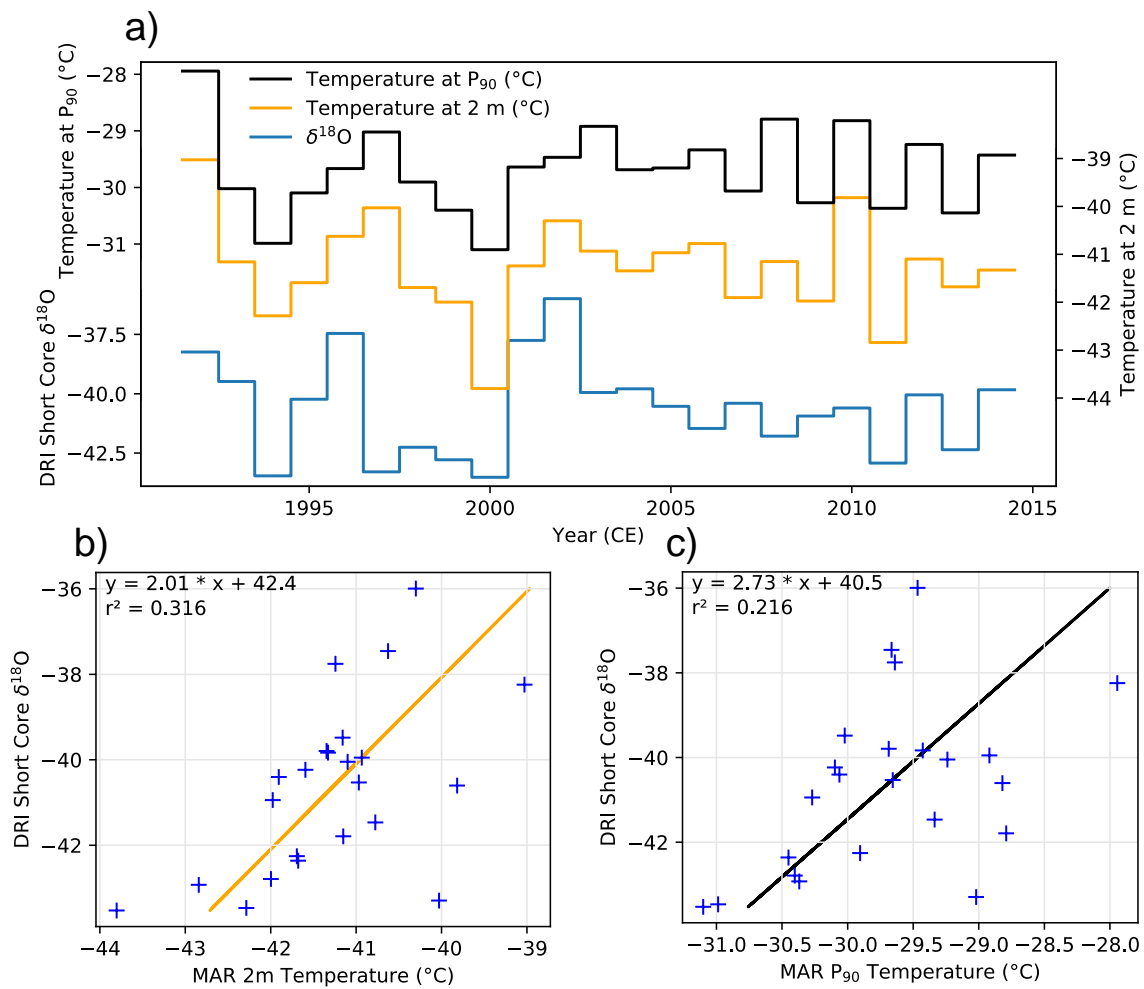 a)
Temperature at P₉₀ (°C)
−28
−29
−30
−31
DRI Short Core δ¹⁸O
−37.5
−40.0
−42.5
Temperature at P₉₀ (°C)
Temperature at 2 m (°C)
δ¹⁸O
−39
−40
−41
−42
−43
−44
Temperature at 2 m (°C)
1995
2000
2005
2010
2015
Year (CE)
b)
y = 2.01 * x + 42.4
r² = 0.316
DRI Short Core δ¹⁸O
−36
−38
−40
−42
−44
−43
−42
−41
−40
−39
MAR 2m Temperature (°C)
c)
y = 2.73 * x + 40.5
r² = 0.216
DRI Short Core δ¹⁸O
−36
−38
−40
−42
−31.0
−30.5
−30.0
−29.5
−29.0
−28.5
−28.0
MAR P₉₀ Temperature (°C)